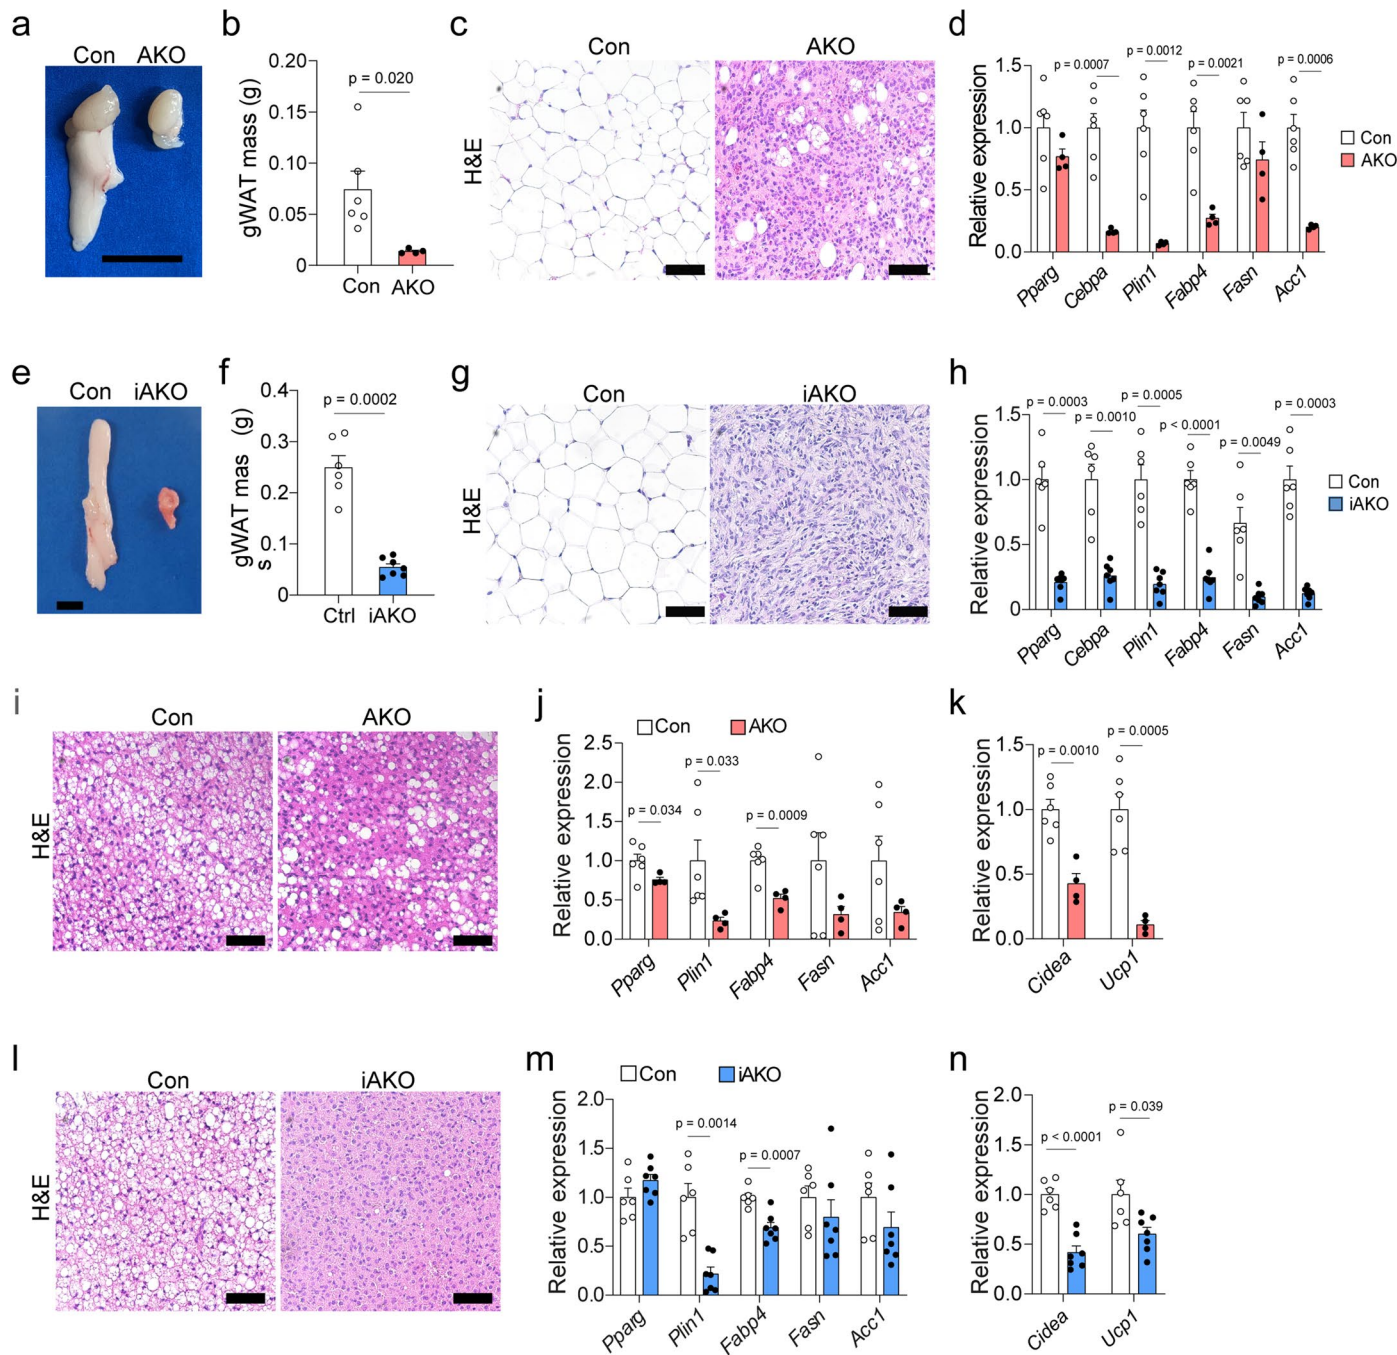 a
Con AKO
b
gWAT mass (g)
0.20
0.15
0.10
0.05
0
p = 0.020
Con AKO
c
Con AKO
H&E
d
Relative expression
1.5
1.0
0.5
0.0
p = 0.0007
p = 0.0012
p = 0.0021
p = 0.0006
Pparg Cebpa Plin1 Fabp4 Fasn Acc1
Con
AKO
e
Con iAKO
f
gWAT mas (g)
s
0.4
0.3
0.2
0.1
0
p = 0.0002
Ctrl iAKO
g
Con iAKO
H&E
h
Relative expression
1.5
1.0
0.5
0
p = 0.0003
p = 0.0010
p = 0.0005
p < 0.0001
p = 0.0049
p = 0.0003
Pparg Cebpa Plin1 Fabp4 Fasn Acc1
Con
iAKO
i
Con AKO
H&E
j
Con AKO
Relative expression
2.5
2.0
1.5
1.0
0.5
0.0
p = 0.034
p = 0.033
p = 0.0009
Pparg Plin1 Fabp4 Fasn Acc1
k
Relative expression
1.5
1.0
0.5
0.0
p = 0.0010
p = 0.0005
Cidea Ucp1
l
Con iAKO
H&E
m
Con iAKO
Relative expression
2.0
1.5
1.0
0.5
0.0
p = 0.0014
p = 0.0007
Pparg Plin1 Fabp4 Fasn Acc1
n
Relative expression
2.0
1.5
1.0
0.5
0.0
p < 0.0001
p = 0.039
Cidea Ucp1